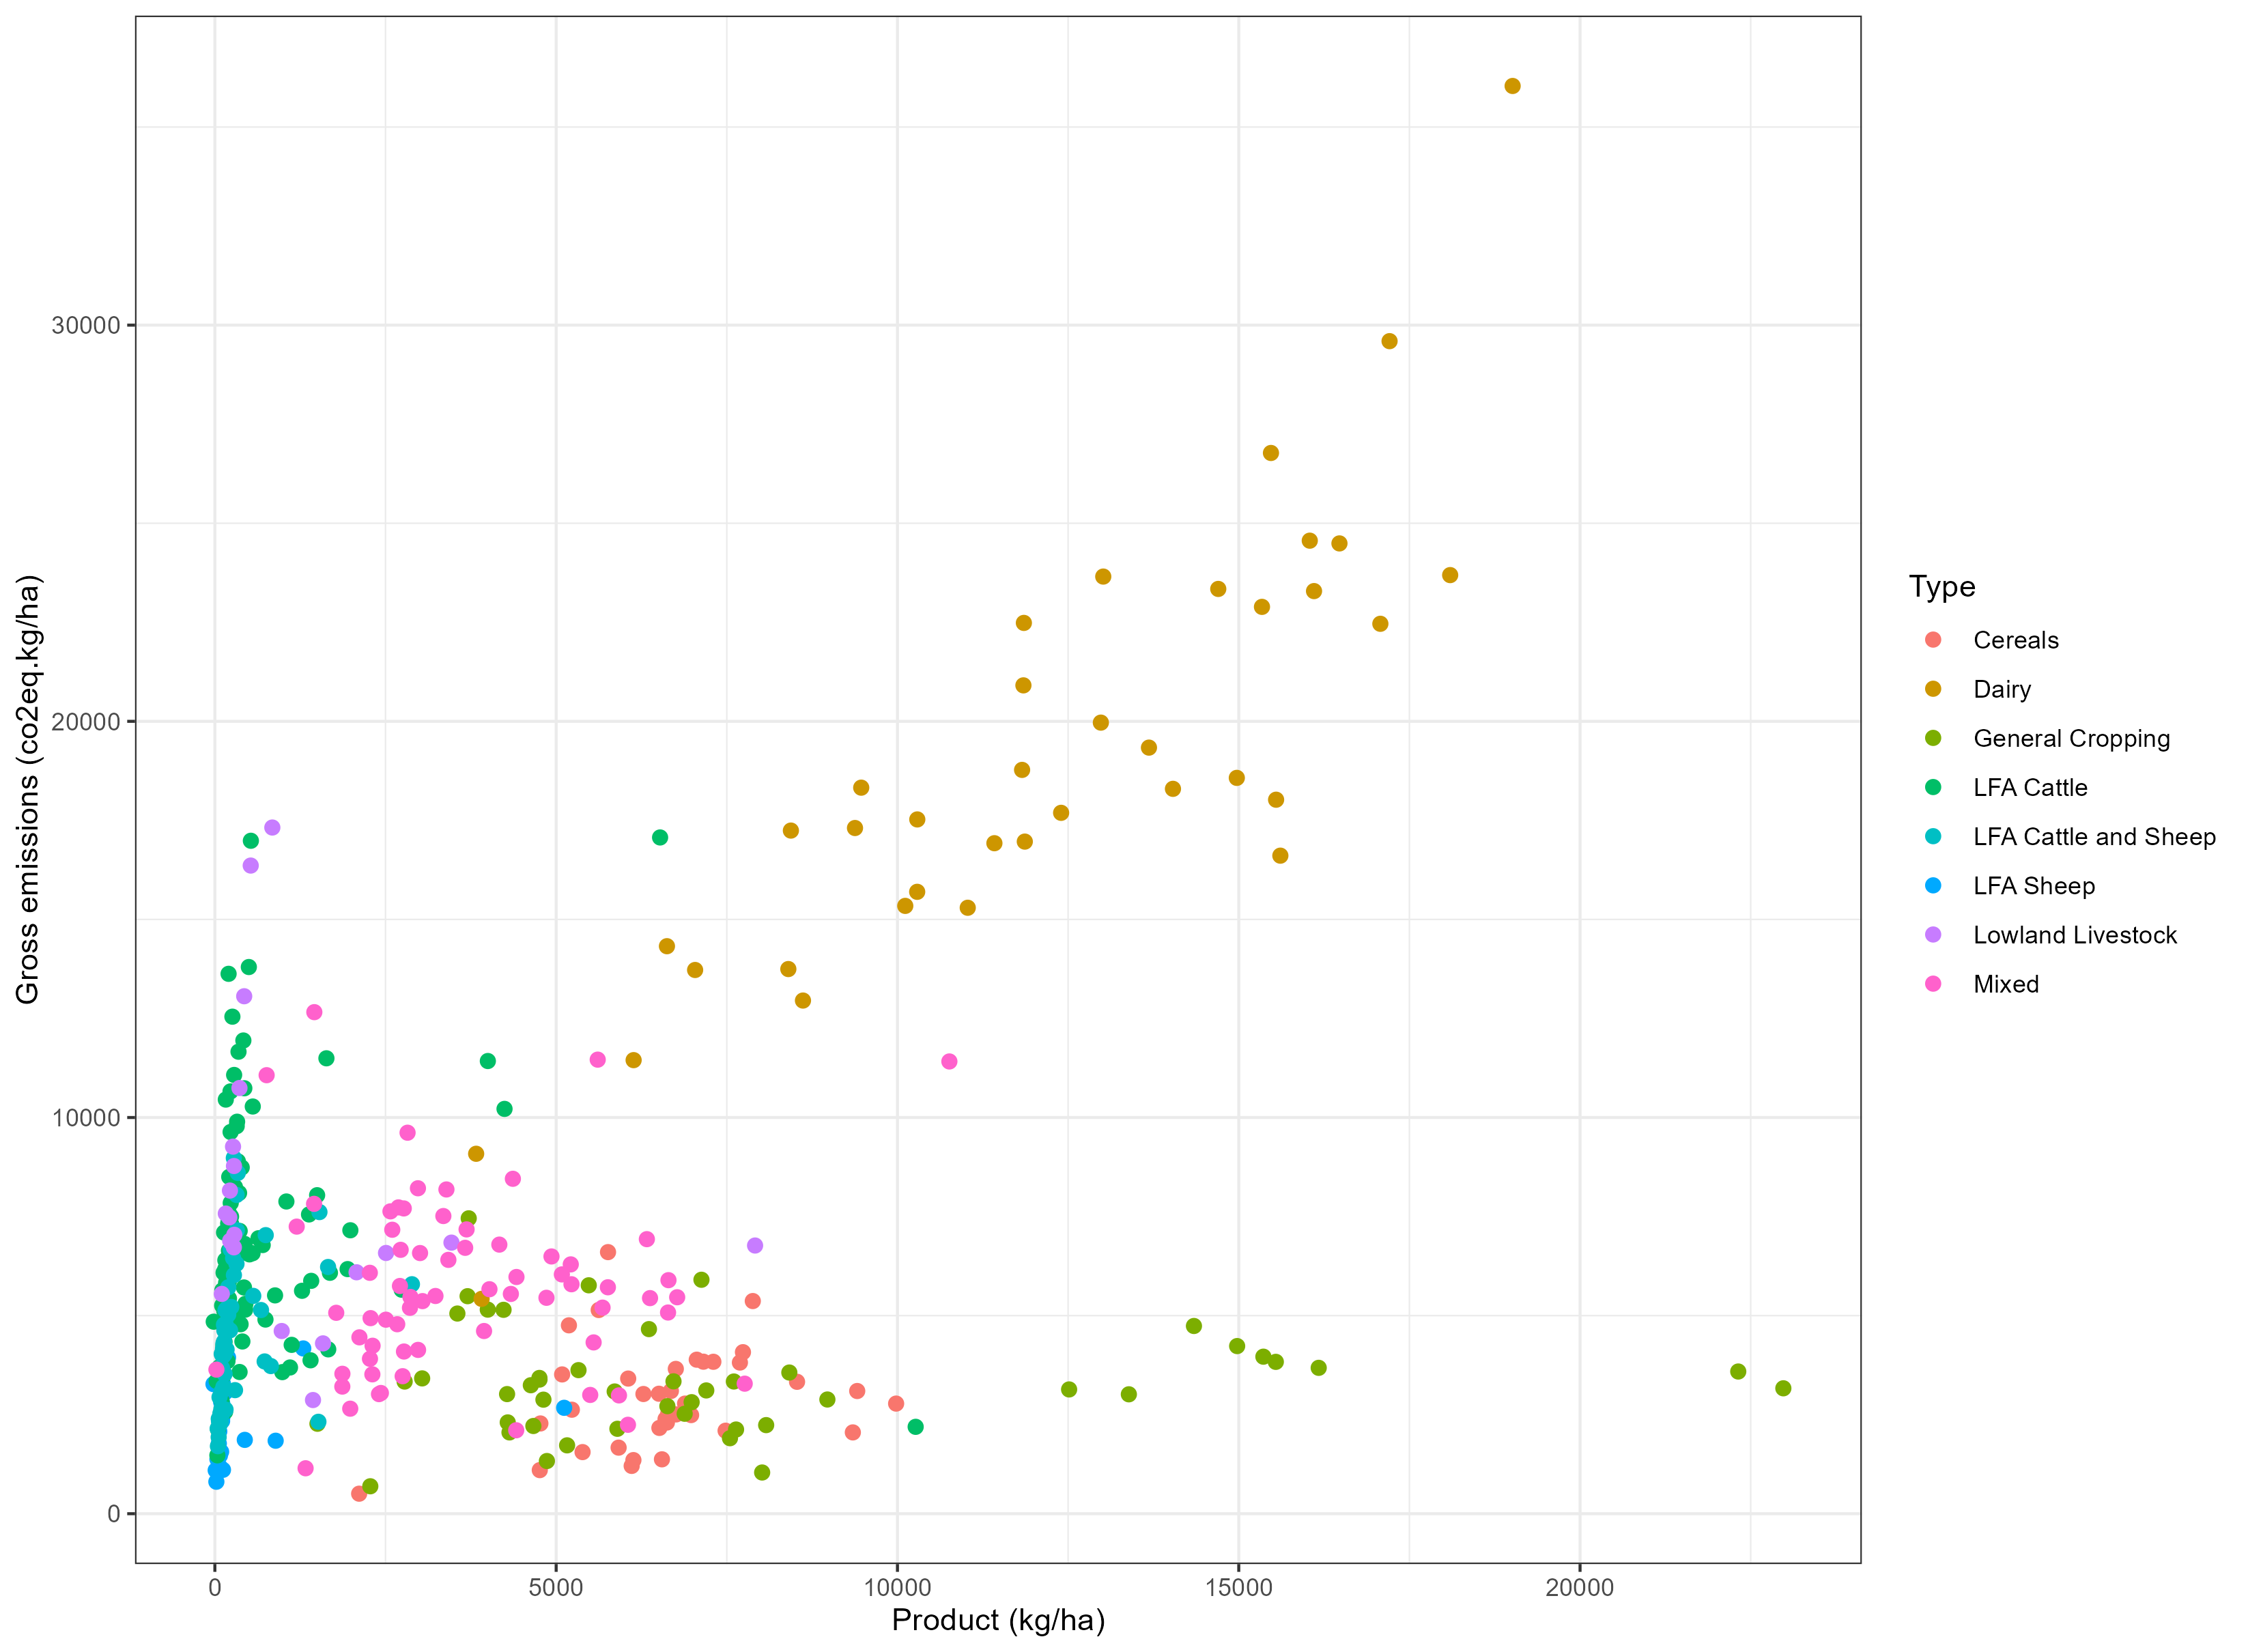 30000
20000
10000
0
Gross emissions (co2eq.kg/ha)
0 5000 10000 15000 20000
Product (kg/ha)
Type
Cereals
Dairy
General Cropping
LFA Cattle
LFA Cattle and Sheep
LFA Sheep
Lowland Livestock
Mixed